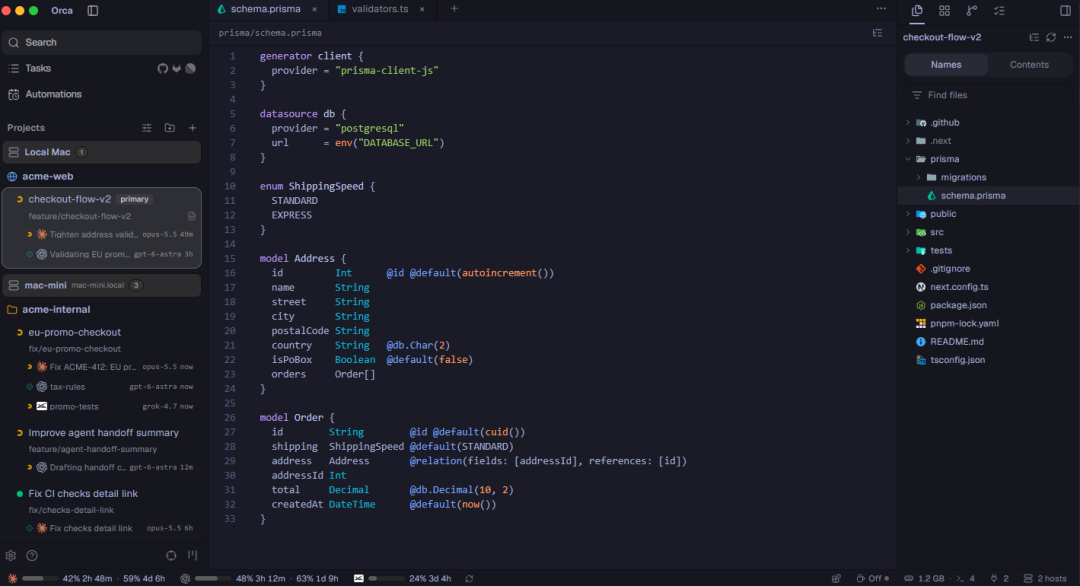 Orca
Search
Tasks
Automations
Projects
Local Mac 1
acme-web
checkout-flow-v2 primary
feature/checkout-flow-v2
Tighten address valid... opus-5.5 49m
Validating EU prom... gpt-6-astra 3h
mac-mini mac-mini.local 3
acme-internal
eu-promo-checkout
fix/eu-promo-checkout
Fix ACME-412: EU pr... opus-5.5 now
tax-rules gpt-6-astra now
promo-tests grok-4.7 now
Improve agent handoff summary
feature/agent-handoff-summary
Drafting handoff c... gpt-6-astra 12m
Fix CI checks detail link
fix/checks-detail-link
Fix checks detail link opus-5.5 6h
schema.prisma × validators.ts × +
prisma/schema.prisma
1 generator client {
2   provider = "prisma-client-js"
3 }
4
5 datasource db {
6   provider = "postgresql"
7   url      = env("DATABASE_URL")
8 }
9
10 enum ShippingSpeed {
11   STANDARD
12   EXPRESS
13 }
14
15 model Address {
16   id         Int      @id @default(autoincrement())
17   name       String
18   street     String
19   city       String
20   postalCode String
21   country    String   @db.Char(2)
22   isPoBox    Boolean  @default(false)
23   orders     Order[]
24 }
25
26 model Order {
27   id        String        @id @default(cuid())
28   shipping  ShippingSpeed @default(STANDARD)
29   address   Address       @relation(fields: [addressId], references: [id])
30   addressId Int
31   total     Decimal       @db.Decimal(10, 2)
32   createdAt DateTime      @default(now())
33 }
checkout-flow-v2
Names Contents
Find files
.github
.next
prisma
migrations
schema.prisma
public
src
tests
.gitignore
next.config.ts
package.json
pnpm-lock.yaml
README.md
tsconfig.json
42% 2h 48m · 59% 4d 6h 48% 3h 12m · 63% 1d 9h 24% 3d 4h Off 1.2 GB · 4 2 2 hosts